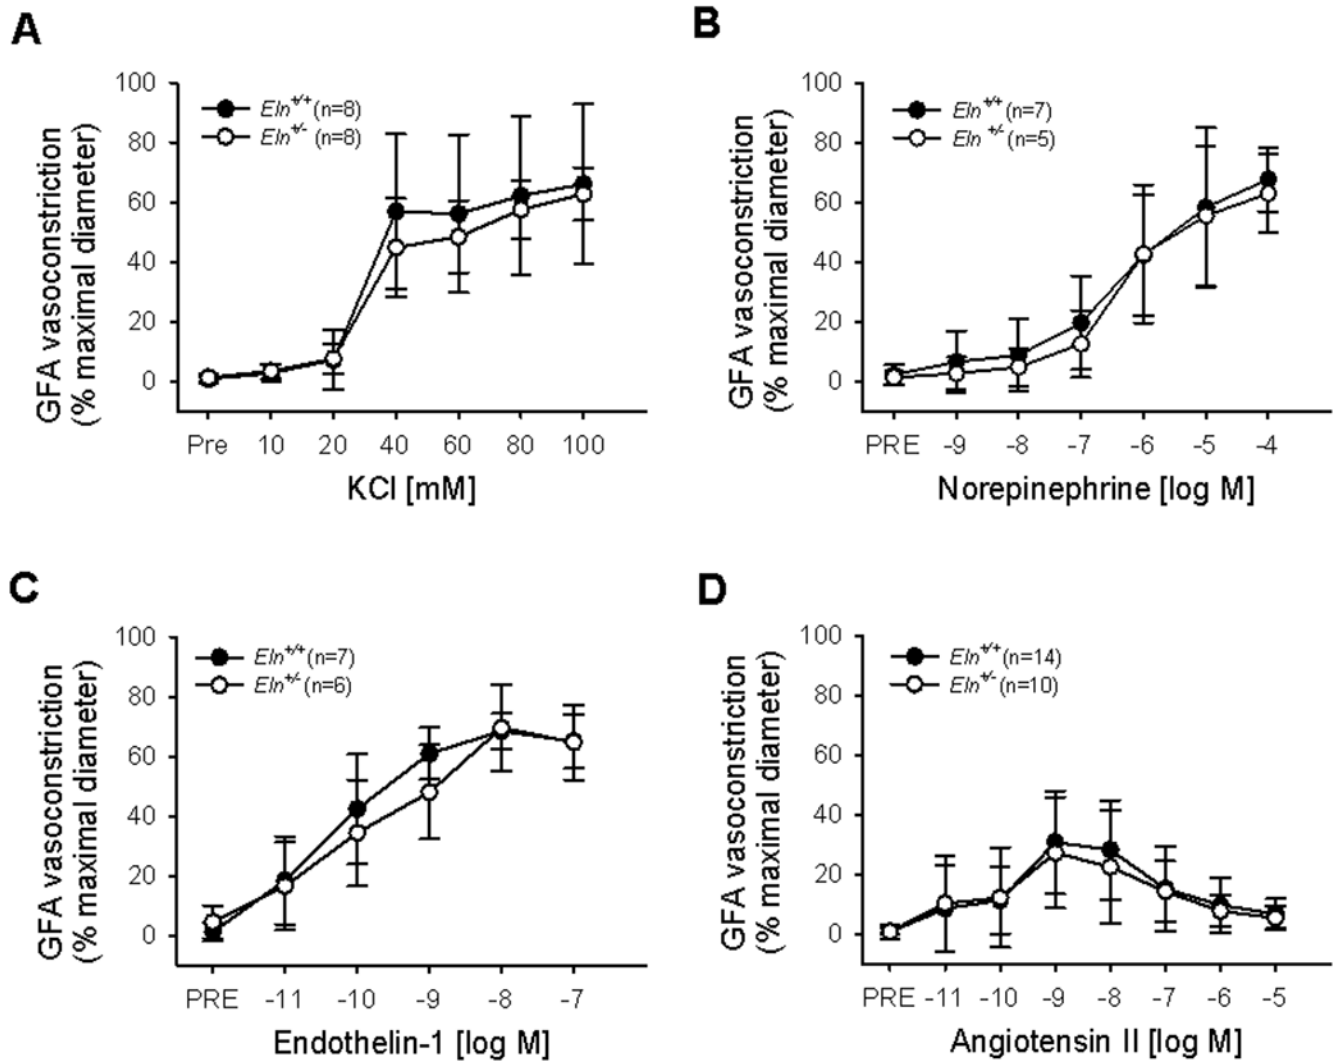 A
GFA vasoconstriction
(% maximal diameter)
100
80
60
40
20
0
Eln+/+ (n=8)
Eln+/- (n=8)
Pre 10 20 40 60 80 100
KCl [mM]
B
GFA vasoconstriction
(% maximal diameter)
100
80
60
40
20
0
Eln+/+ (n=7)
Eln +/- (n=5)
PRE -9 -8 -7 -6 -5 -4
Norepinephrine [log M]
C
GFA vasoconstriction
(% maximal diameter)
100
80
60
40
20
0
Eln+/+ (n=7)
Eln+/- (n=6)
PRE -11 -10 -9 -8 -7
Endothelin-1 [log M]
D
GFA vasoconstriction
(% maximal diameter)
100
80
60
40
20
0
Eln+/+ (n=14)
Eln+/- (n=10)
PRE -11 -10 -9 -8 -7 -6 -5
Angiotensin II [log M]